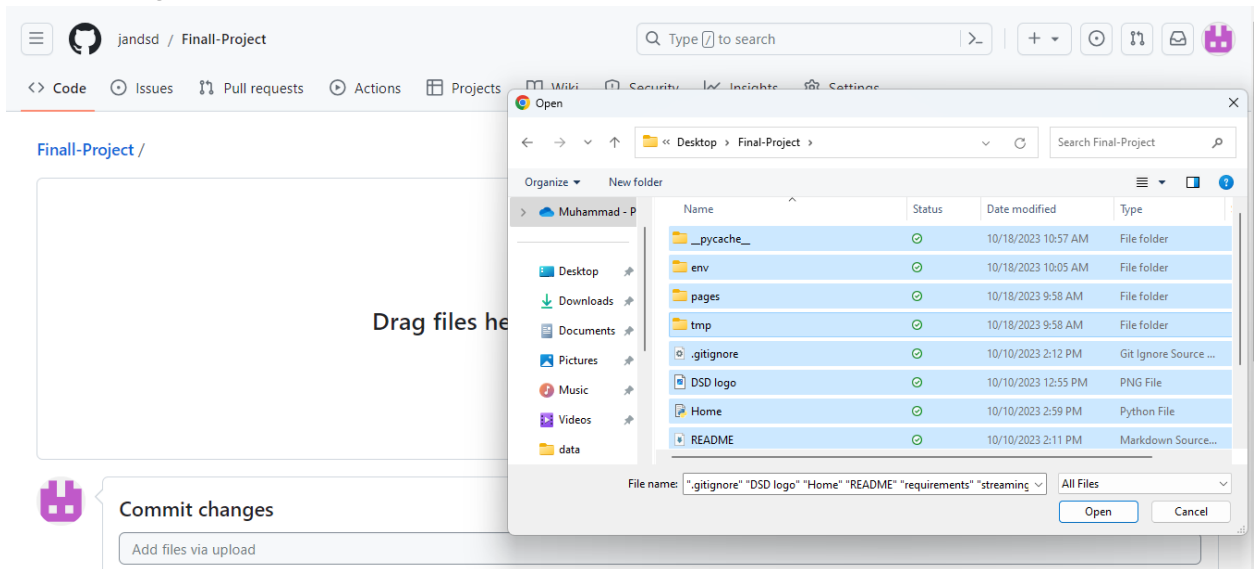 jandsd / Finall-Project
Type / to search
<> Code Issues Pull requests Actions Projects Wiki Security Insights Settings
Finall-Project /
Drag files he
Commit changes
Add files via upload
Open
Desktop > Final-Project >
Search Final-Project
Organize New folder
Muhammad - P
Desktop
Downloads
Documents
Pictures
Music
Videos
data
Name Status Date modified Type
__pycache__ 10/18/2023 10:57 AM File folder
env 10/18/2023 10:05 AM File folder
pages 10/18/2023 9:58 AM File folder
tmp 10/18/2023 9:58 AM File folder
.gitignore 10/10/2023 2:12 PM Git Ignore Source ...
DSD logo 10/10/2023 12:55 PM PNG File
Home 10/10/2023 2:59 PM Python File
README 10/10/2023 2:11 PM Markdown Source...
File name: ".gitignore" "DSD logo" "Home" "README" "requirements" "streaming
All Files
Open Cancel